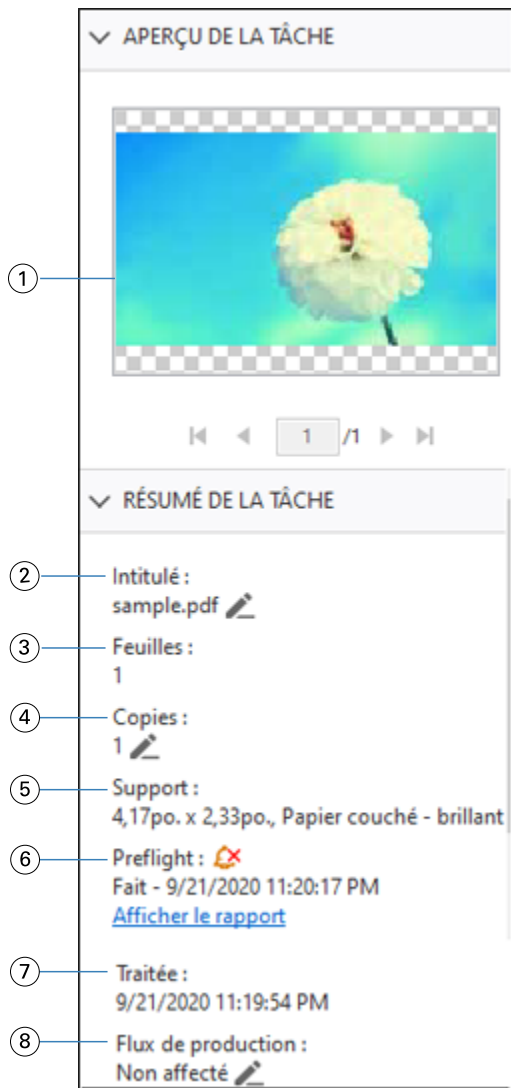 APERÇU DE LA TÂCHE
1
1 /1
RÉSUMÉ DE LA TÂCHE
2 Intitulé :
sample.pdf
3 Feuilles :
1
4 Copies :
1
5 Support :
4,17po. x 2,33po., Papier couché - brillant
6 Preflight :
Fait - 9/21/2020 11:20:17 PM
Afficher le rapport
7 Traitée :
9/21/2020 11:19:54 PM
8 Flux de production :
Non affecté